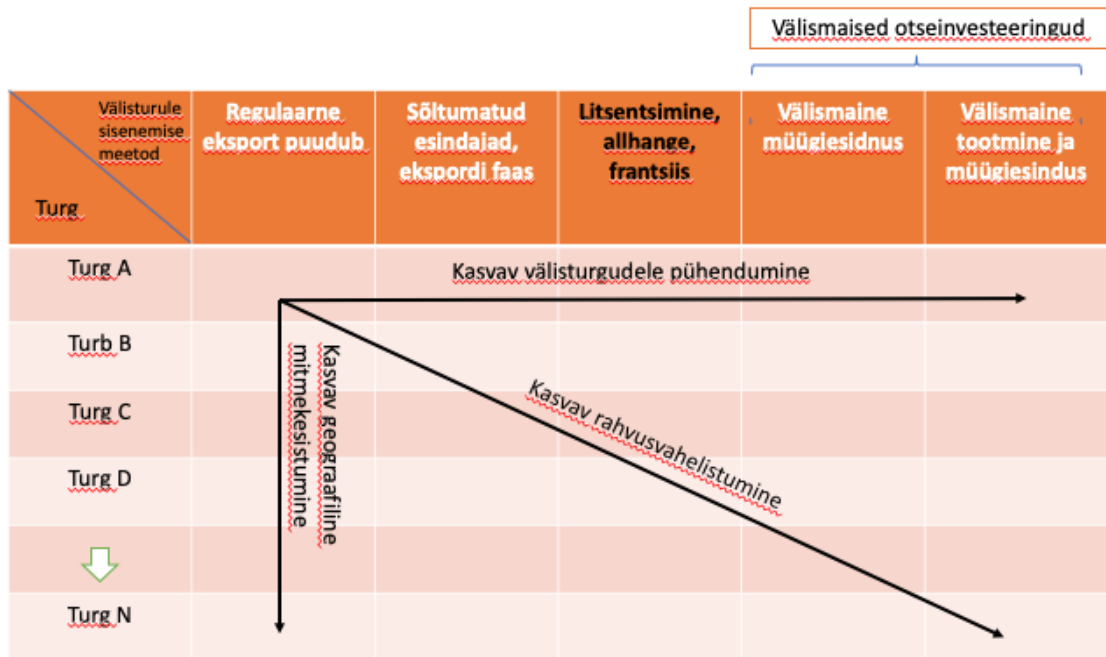 Välismaised otseinvesteeringud
Välisturule
sisenemise
meetod
Turg
Regulaarne
eksport puudub
Sõltumatud
esindajad,
ekspordi faas
Litsentsimine,
allhange,
frantsiis
Välismaine
müügiesidnus
Välismaine
tootmine ja
müügiesindus
Turg A
Kasvav välisturgudele pühendumine
Turb B
Kasvav geograafiline
mitmekesistumine
Kasvav rahvusvahelistumine
Turg C
Turg D
Turg N